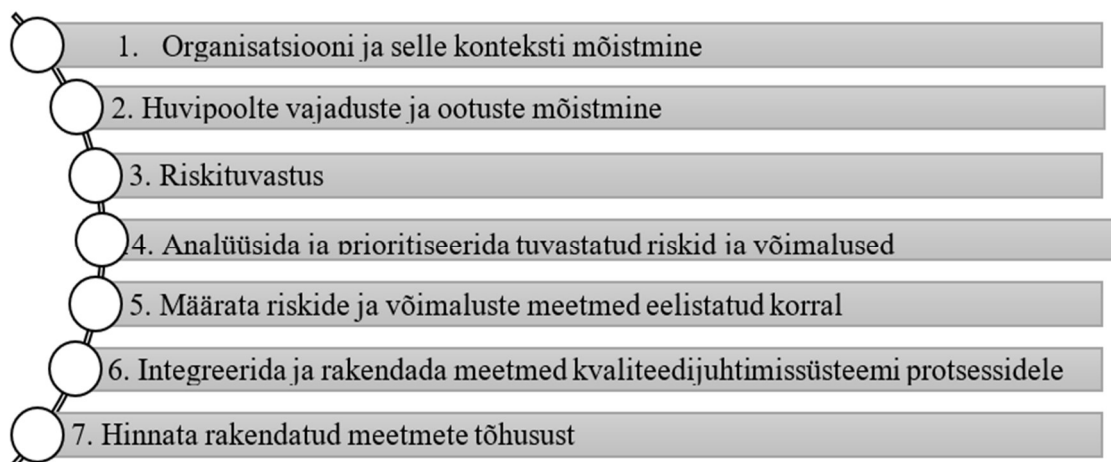 1. Organisatsiooni ja selle konteksti mõistmine
2. Huvipoolte vajaduste ja ootuste mõistmine
3. Riskituvastus
4. Analüüsida ja prioritiseerida tuvastatud riskid ja võimalused
5. Määrata riskide ja võimaluste meetmed eelistatud korral
6. Integreerida ja rakendada meetmed kvaliteedijuhtimissüsteemi protsessidele
7. Hinnata rakendatud meetmete tõhusust